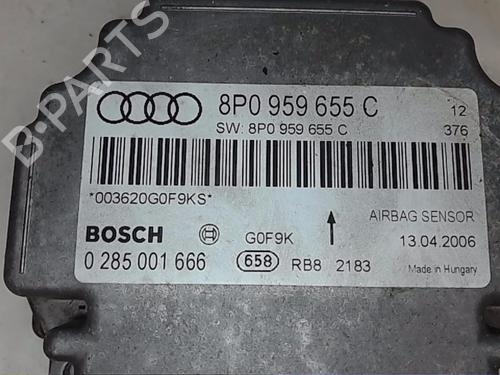 B-PARTS
8P0 959 655 C 12
SW: 8P0 959 655 C 376
*003620G0F9KS*
AIRBAG SENSOR
BOSCH G0F9K 13.04.2006
0 285 001 666 658 RB8 2183 Made in Hungary